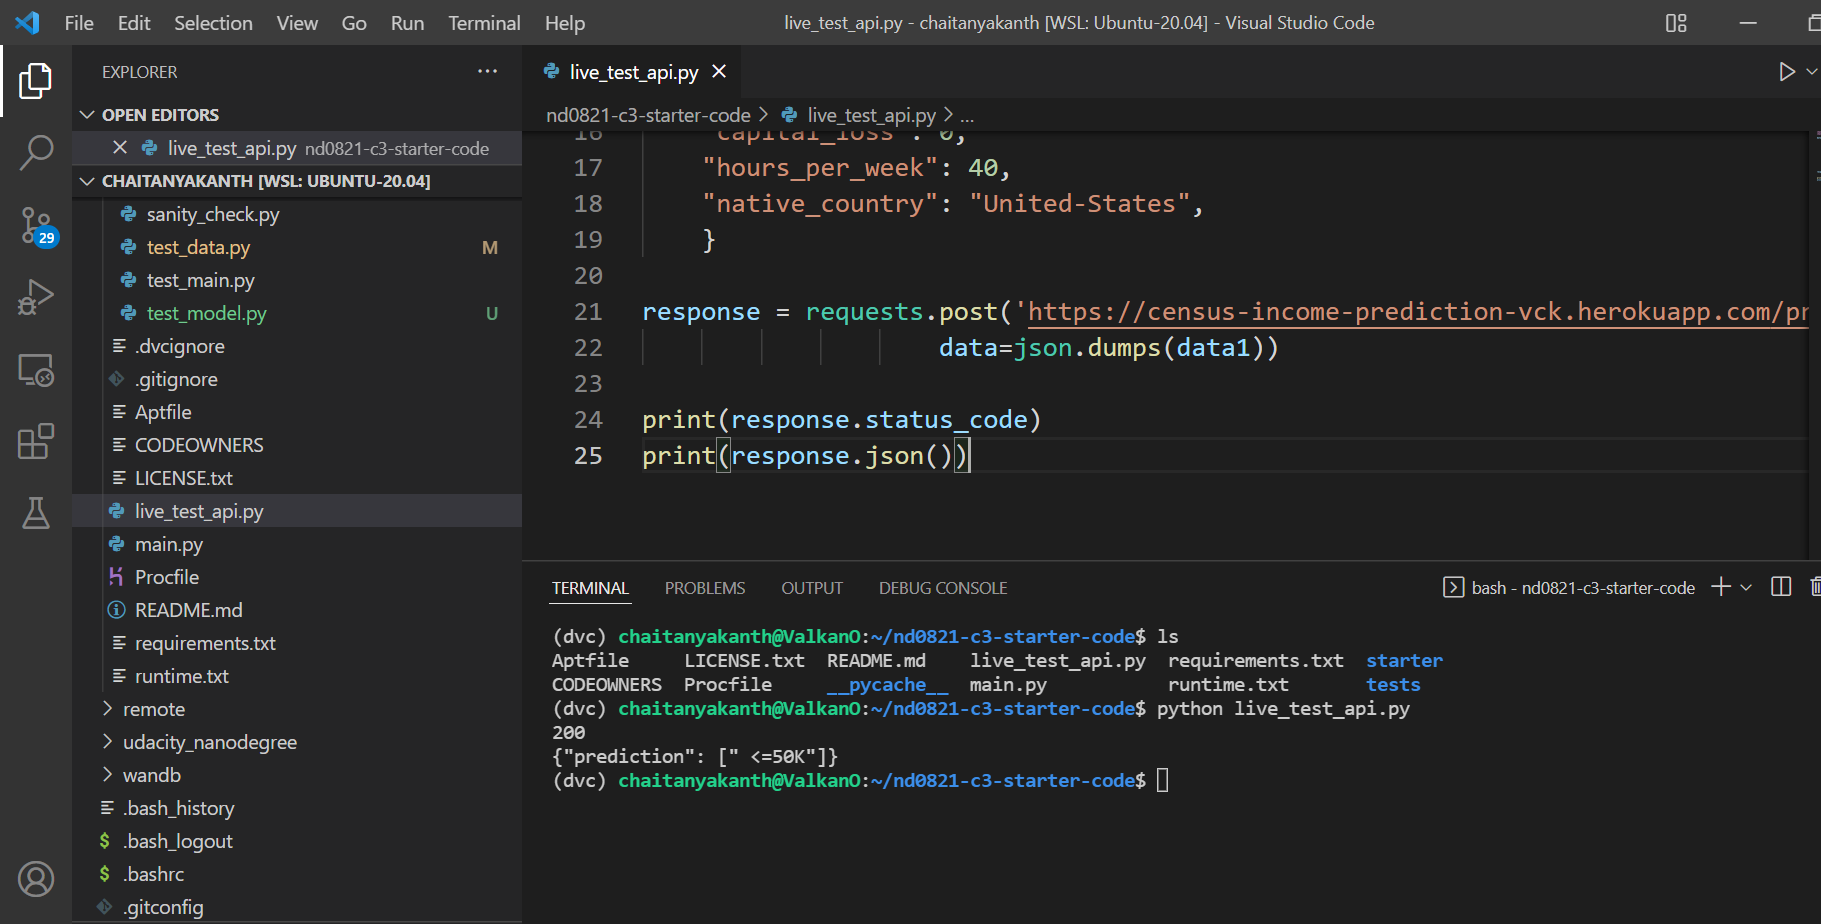 File Edit Selection View Go Run Terminal Help live_test_api.py - chaitanyakanth [WSL: Ubuntu-20.04] - Visual Studio Code
EXPLORER
OPEN EDITORS
live_test_api.py nd0821-c3-starter-code
CHAITANYAKANTH [WSL: UBUNTU-20.04]
sanity_check.py
test_data.py M
test_main.py
test_model.py U
.dvcignore
.gitignore
Aptfile
CODEOWNERS
LICENSE.txt
live_test_api.py
main.py
Procfile
README.md
requirements.txt
runtime.txt
remote
udacity_nanodegree
wandb
.bash_history
.bash_logout
.bashrc
.gitconfig
29
live_test_api.py
nd0821-c3-starter-code > live_test_api.py > ...
16 "capital_loss": 0,
17 "hours_per_week": 40,
18 "native_country": "United-States",
19 }
20
21 response = requests.post('https://census-income-prediction-vck.herokuapp.com/pr
22 data=json.dumps(data1))
23
24 print(response.status_code)
25 print(response.json())
TERMINAL PROBLEMS OUTPUT DEBUG CONSOLE bash - nd0821-c3-starter-code
(dvc) chaitanyakanth@ValkanO:~/nd0821-c3-starter-code$ ls
Aptfile LICENSE.txt README.md live_test_api.py requirements.txt starter
CODEOWNERS Procfile __pycache__ main.py runtime.txt tests
(dvc) chaitanyakanth@ValkanO:~/nd0821-c3-starter-code$ python live_test_api.py
200
{"prediction": [" <=50K"]}
(dvc) chaitanyakanth@ValkanO:~/nd0821-c3-starter-code$